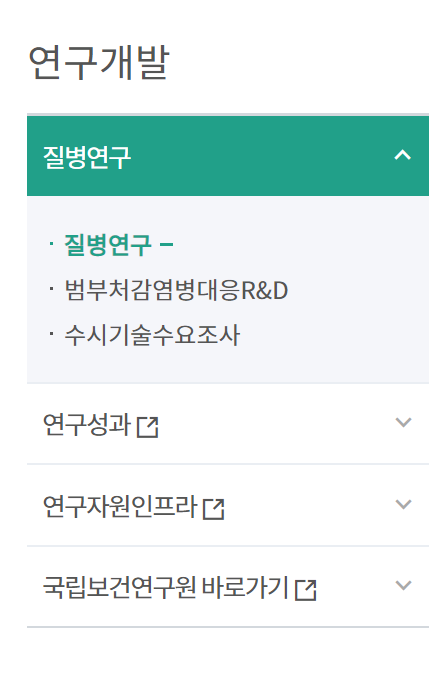 연구개발
질병연구
· 질병연구 –
· 범부처감염병대응R&D
· 수시기술수요조사
연구성과
연구자원인프라
국립보건연구원 바로가기